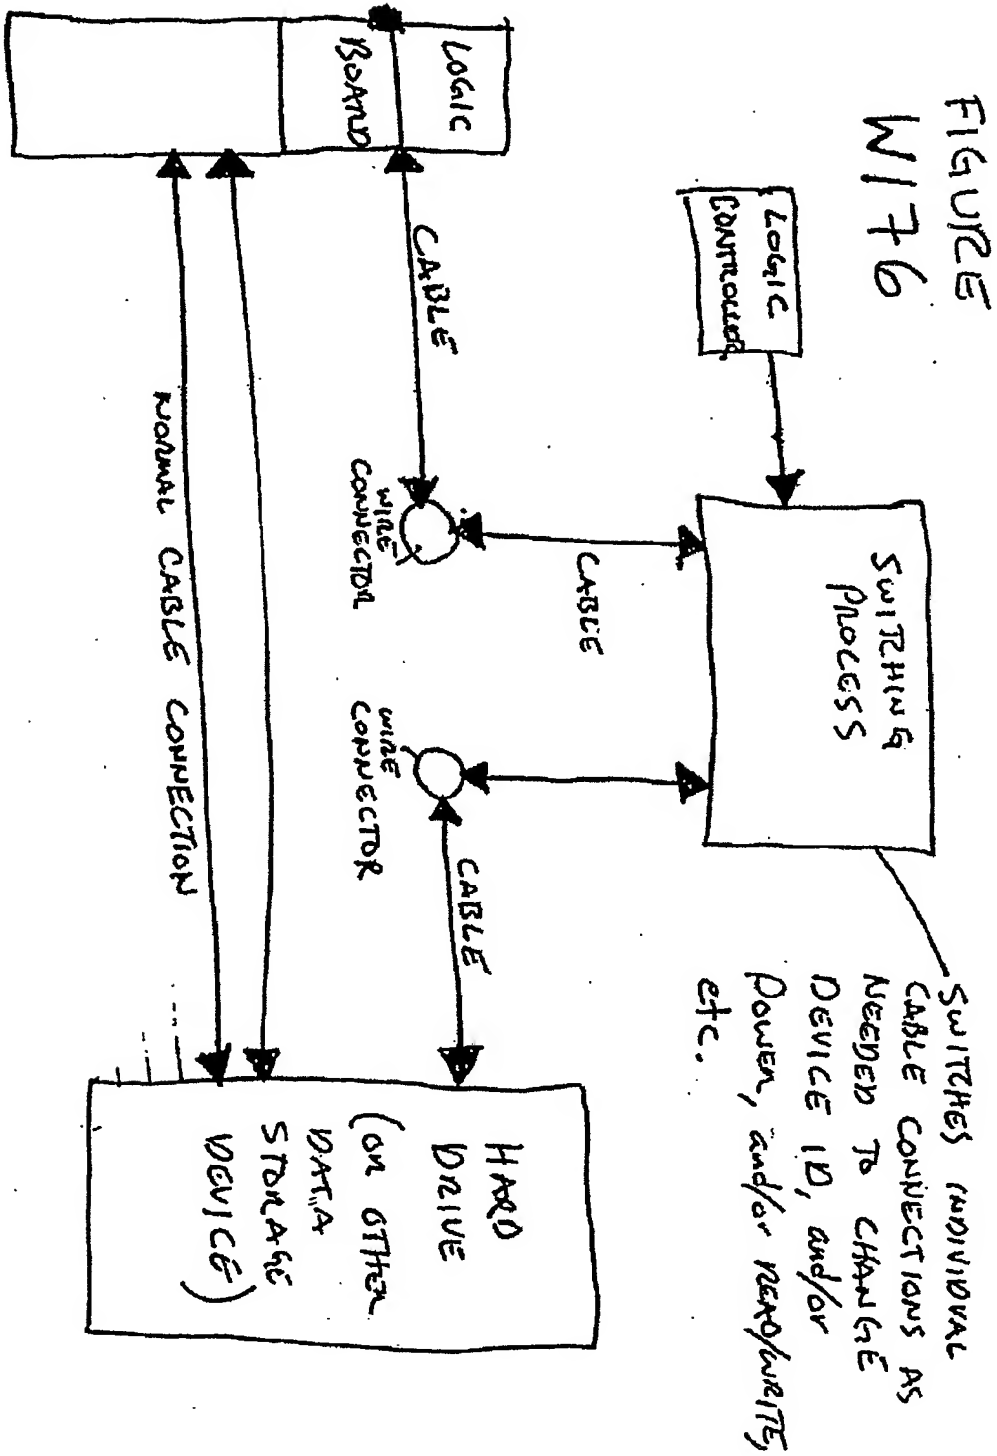 FIGURE
W176
LOGIC
CONTROLLER
SWITCHING
PROCESS
SWITCHES INDIVIDUAL
CABLE CONNECTIONS AS
NEEDED TO CHANGE
DEVICE ID, and/or
POWER, and/or READ/WRITE,
etc.
CABLE
WIRE
CONNECTOR
WIRE
CONNECTOR
CABLE
CABLE
LOGIC
BOARD
HARD
DRIVE
(OR OTHER
DATA
STORAGE
DEVICE)
NORMAL CABLE CONNECTION